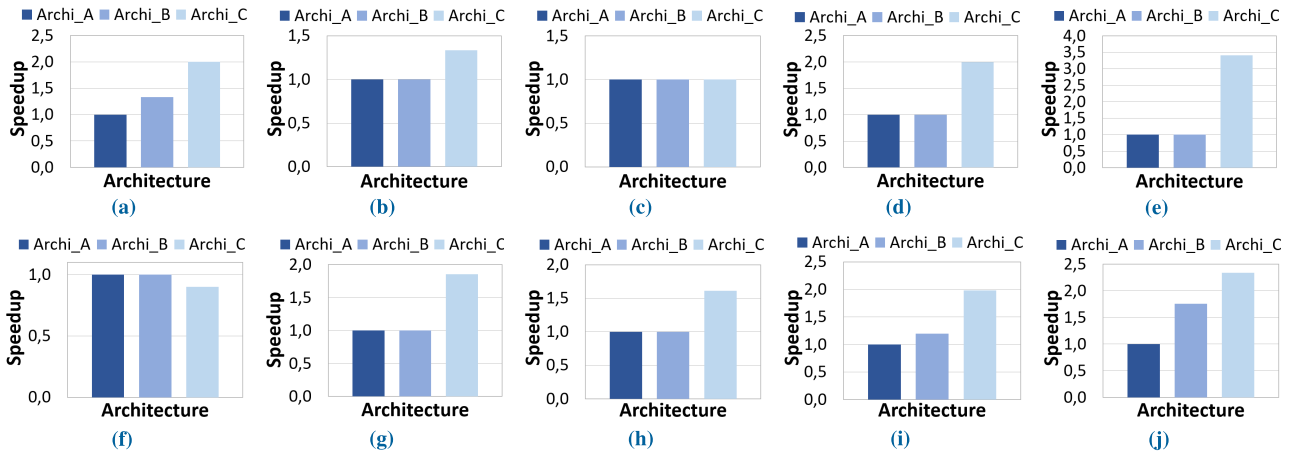 Archi_A Archi_B Archi_C
Speedup
2,5
2,0
1,5
1,0
0,5
0,0
Architecture
(a)
Archi_A Archi_B Archi_C
Speedup
1,5
1,0
0,5
0,0
Architecture
(b)
Archi_A Archi_B Archi_C
Speedup
1,5
1,0
0,5
0,0
Architecture
(c)
Archi_A Archi_B Archi_C
Speedup
2,5
2,0
1,5
1,0
0,5
0,0
Architecture
(d)
Archi_A Archi_B Archi_C
Speedup
4,0
3,5
3,0
2,5
2,0
1,5
1,0
0,5
0,0
Architecture
(e)
Archi_A Archi_B Archi_C
Speedup
1,0
0,5
0,0
Architecture
(f)
Archi_A Archi_B Archi_C
Speedup
2,0
1,5
1,0
0,5
0,0
Architecture
(g)
Archi_A Archi_B Archi_C
Speedup
2,0
1,5
1,0
0,5
0,0
Architecture
(h)
Archi_A Archi_B Archi_C
Speedup
2,5
2,0
1,5
1,0
0,5
0,0
Architecture
(i)
Archi_A Archi_B Archi_C
Speedup
2,5
2,0
1,5
1,0
0,5
0,0
Architecture
(j)